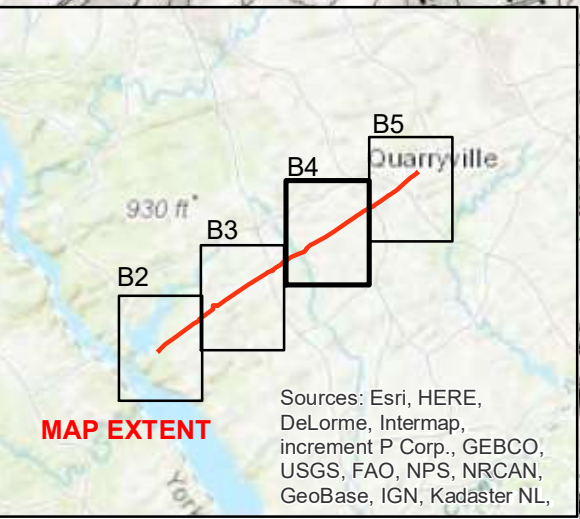 B5
Quarryville
B4
930 ft
B3
B2
MAP EXTENT
Sources: Esri, HERE,
DeLorme, Intermap,
increment P Corp., GEBCO,
USGS, FAO, NPS, NRCAN,
GeoBase, IGN, Kadaster NL,
York